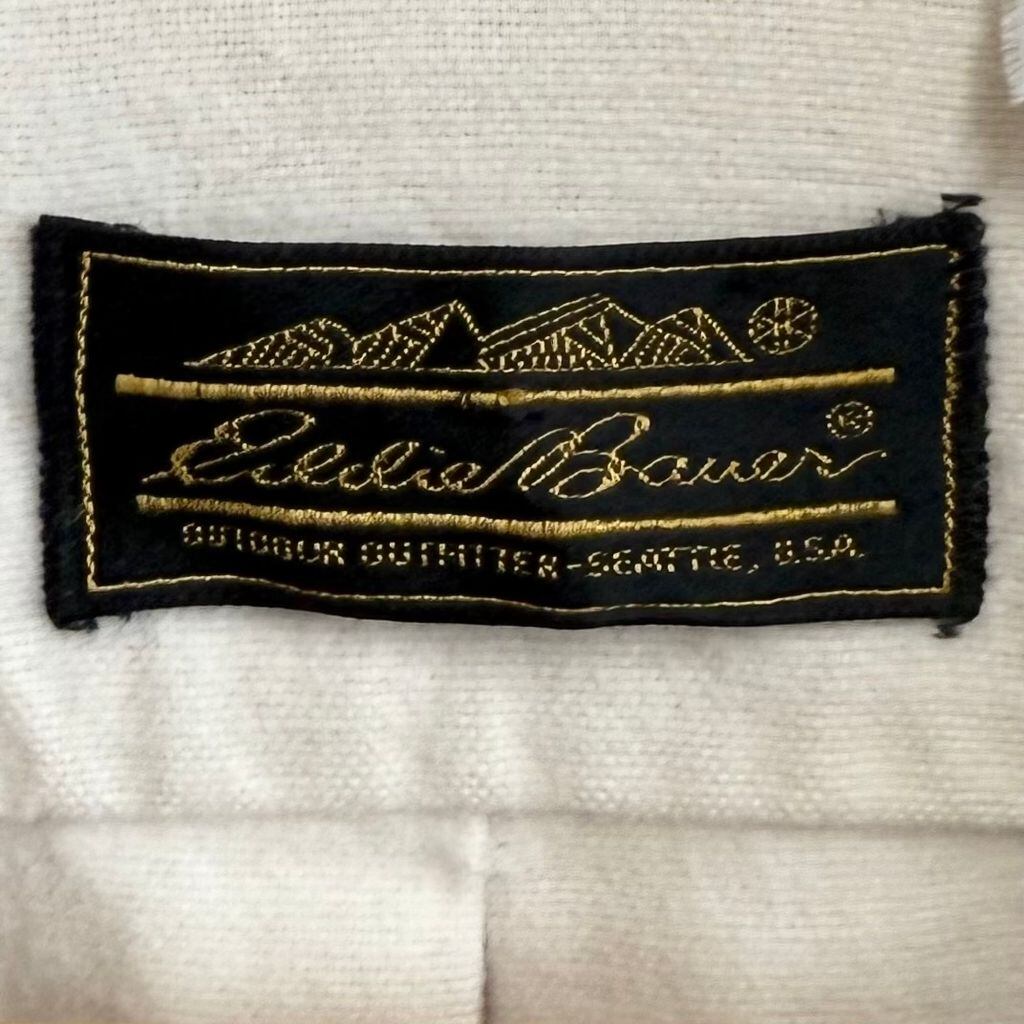 Eddie Bauer ®
OUTDOOR OUTFITTER-SEATTLE, U.S.A.